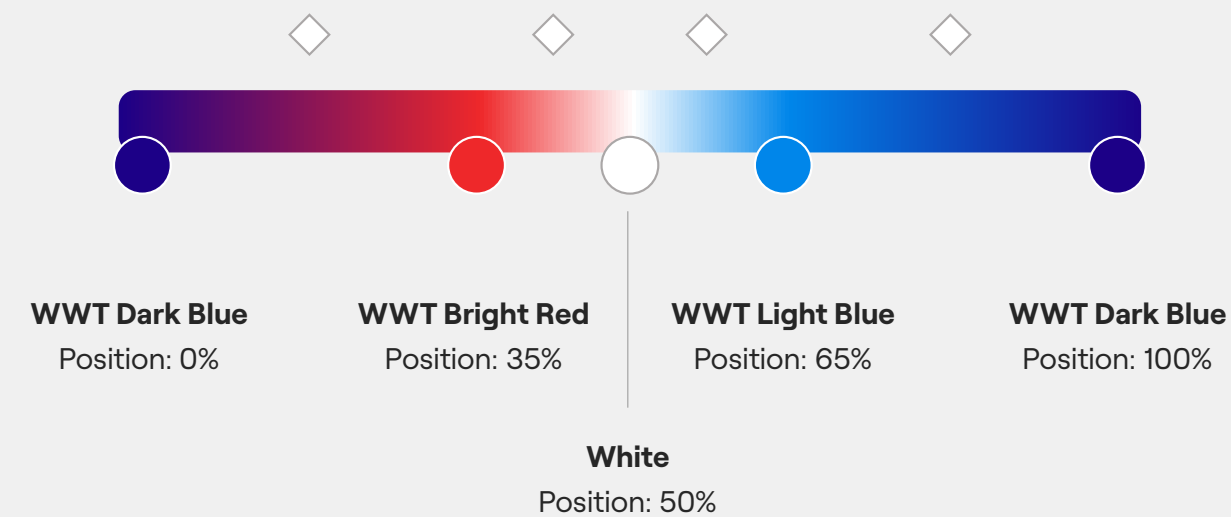 WWT Dark Blue
Position: 0%
WWT Bright Red
Position: 35%
WWT Light Blue
Position: 65%
WWT Dark Blue
Position: 100%
White
Position: 50%